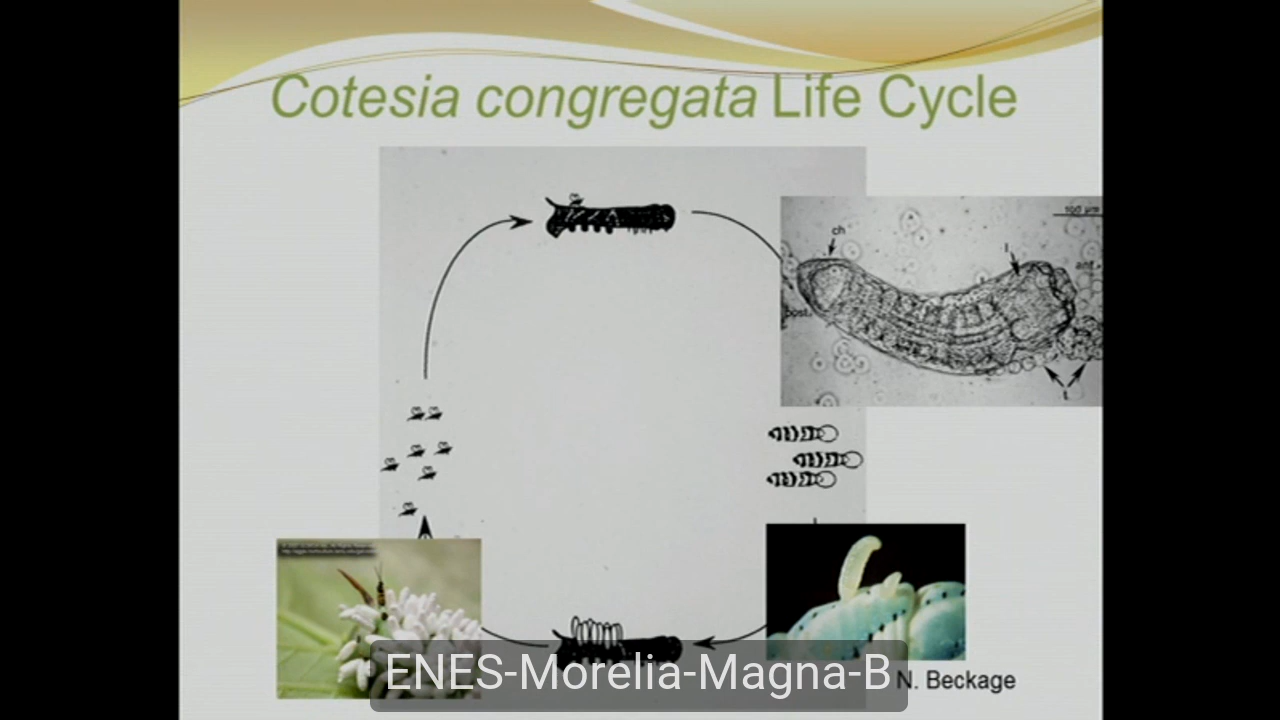 Cotesia congregata Life Cycle
100 µm
ch
l
ant.
post.
t
ENES-Morelia-Magna-B
N. Beckage